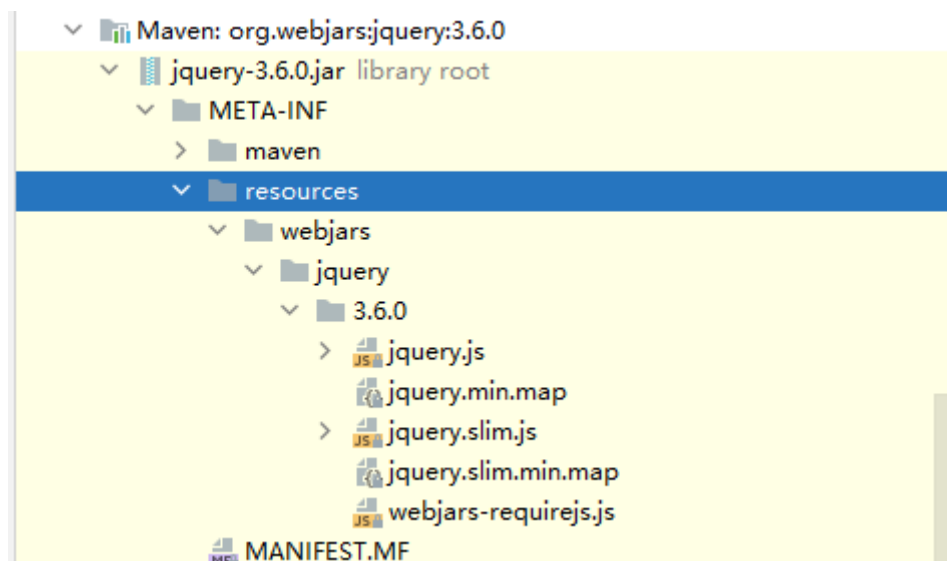 Maven: org.webjars:jquery:3.6.0
jquery-3.6.0.jar library root
META-INF
maven
resources
webjars
jquery
3.6.0
jquery.js
jquery.min.map
jquery.slim.js
jquery.slim.min.map
webjars-requirejs.js
MANIFEST.MF